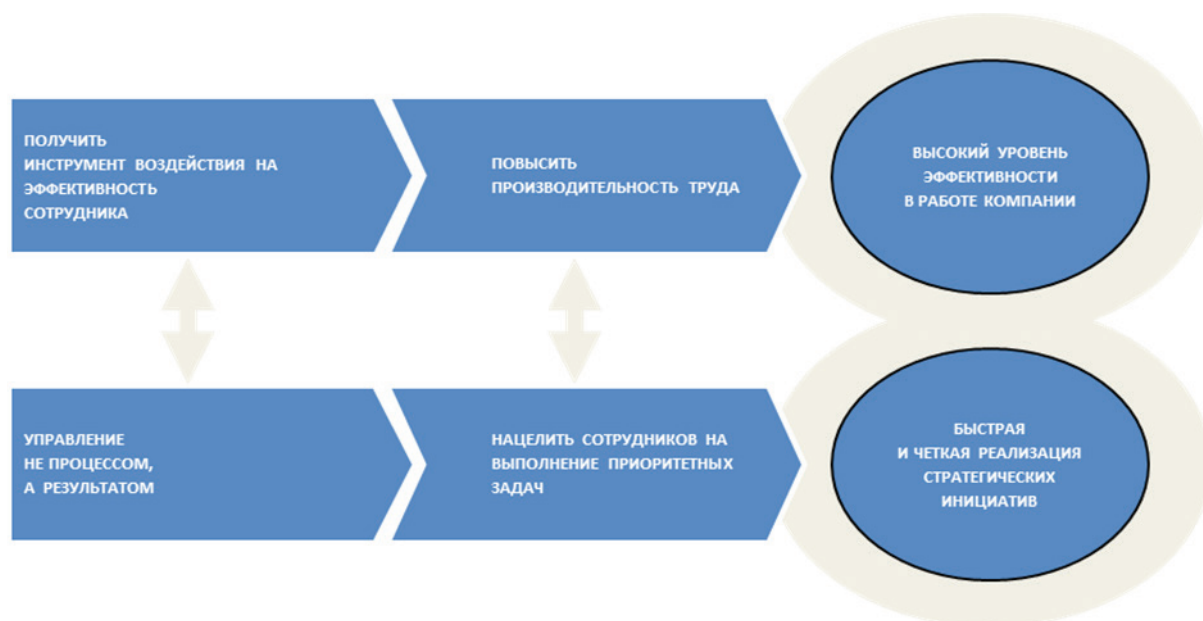 ПОЛУЧИТЬ
ИНСТРУМЕНТ ВОЗДЕЙСТВИЯ НА
ЭФФЕКТИВНОСТЬ
СОТРУДНИКА
ПОВЫСИТЬ
ПРОИЗВОДИТЕЛЬНОСТЬ ТРУДА
ВЫСОКИЙ УРОВЕНЬ
ЭФФЕКТИВНОСТИ
В РАБОТЕ КОМПАНИИ
УПРАВЛЕНИЕ
НЕ ПРОЦЕССОМ,
А РЕЗУЛЬТАТОМ
НАЦЕЛИТЬ СОТРУДНИКОВ НА
ВЫПОЛНЕНИЕ ПРИОРИТЕТНЫХ
ЗАДАЧ
БЫСТРАЯ
И ЧЕТКАЯ РЕАЛИЗАЦИЯ
СТРАТЕГИЧЕСКИХ
ИНИЦИАТИВ